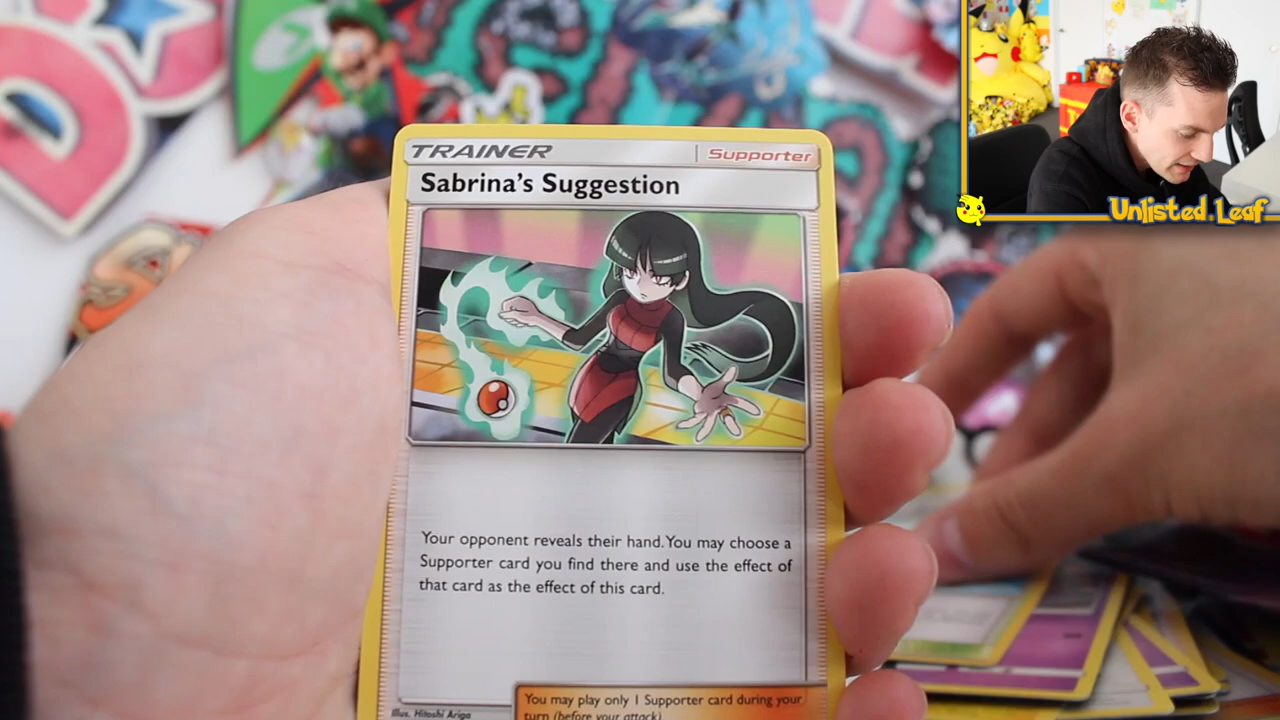 TRAINER
Supporter
Sabrina's Suggestion
Your opponent reveals their hand. You may choose a
Supporter card you find there and use the effect of
that card as the effect of this card.
You may play only 1 Supporter card during your
turn (before your attack).
Illus. Hitoshi Ariga
Unlisted Leaf